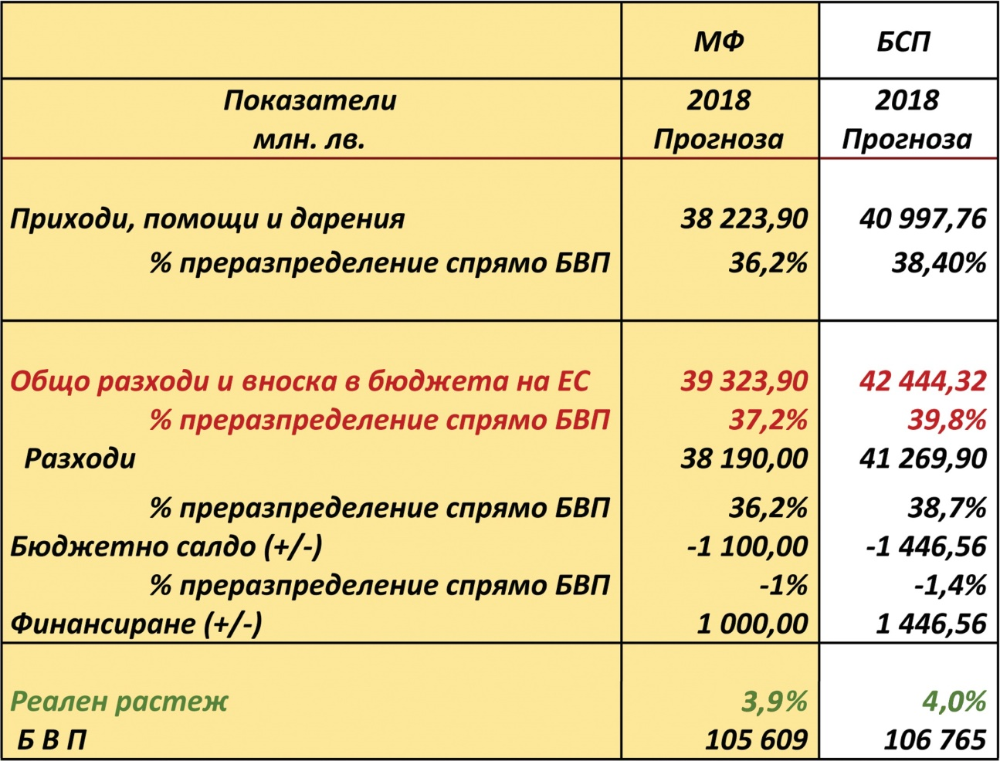 МФ БСП
Показатели 2018 2018
млн. лв. Прогноза Прогноза
Приходи, помощи и дарения 38 223,90 40 997,76
% преразпределение спрямо БВП 36,2% 38,40%
Общо разходи и вноска в бюджета на ЕС 39 323,90 42 444,32
% преразпределение спрямо БВП 37,2% 39,8%
Разходи 38 190,00 41 269,90
% преразпределение спрямо БВП 36,2% 38,7%
Бюджетно салдо (+/-) -1 100,00 -1 446,56
% преразпределение спрямо БВП -1% -1,4%
Финансиране (+/-) 1 000,00 1 446,56
Реален растеж 3,9% 4,0%
Б В П 105 609 106 765